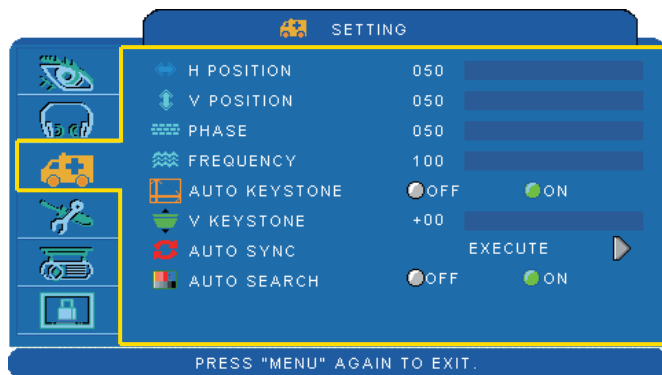 SETTING
H POSITION 050
V POSITION 050
PHASE 050
FREQUENCY 100
AUTO KEYSTONE OFF ON
V KEYSTONE +00
AUTO SYNC EXECUTE
AUTO SEARCH OFF ON
PRESS "MENU" AGAIN TO EXIT.